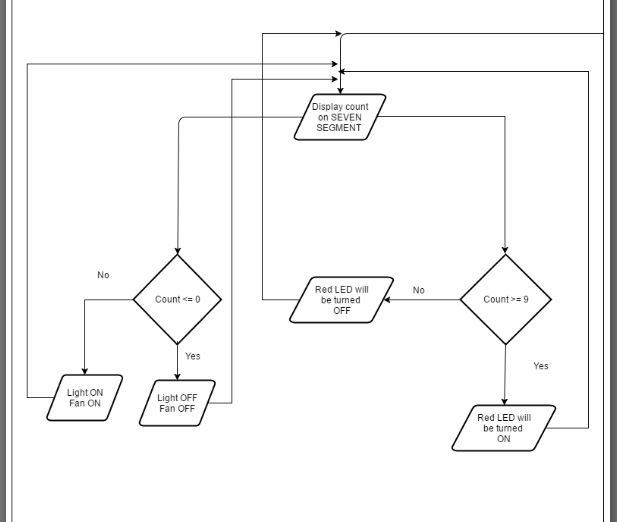 Display count
on SEVEN
SEGMENT
No
Count <= 0
Yes
Light ON
Fan ON
Light OFF
Fan OFF
Red LED will
be turned
OFF
No
Count >= 9
Yes
Red LED will
be turned
ON